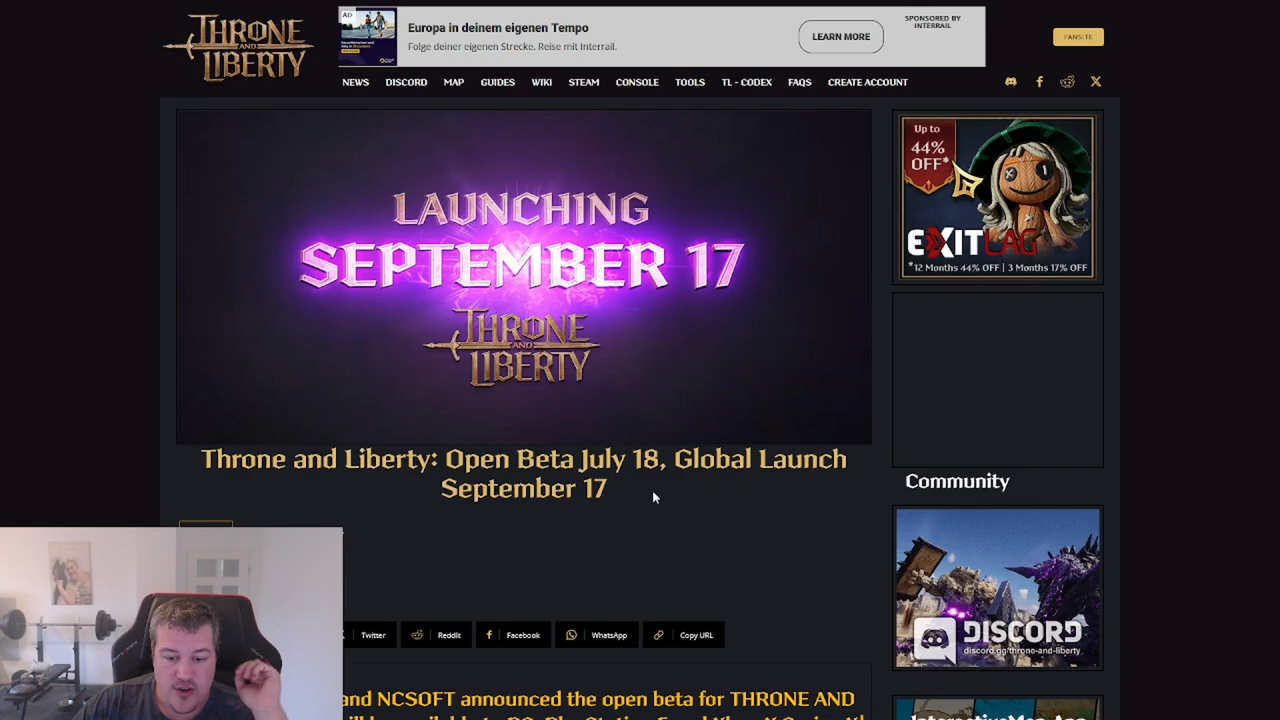 THRONE
AND
LIBERTY
AD
Europa in deinem eigenen Tempo
Folge deiner eigenen Strecke. Reise mit Interrail.
LEARN MORE
SPONSORED BY
INTERRAIL
FANSITE
NEWS DISCORD MAP GUIDES WIKI STEAM CONSOLE TOOLS TL - CODEX FAQS CREATE ACCOUNT
LAUNCHING
SEPTEMBER 17
THRONE
AND
LIBERTY
Up to
44%
OFF*
EXITLAG
*12 Months 44% OFF | 3 Months 17% OFF
Throne and Liberty: Open Beta July 18, Global Launch
September 17
Community
DISCORD
discord.gg/throne-and-liberty
Twitter
Reddit
Facebook
WhatsApp
Copy URL
and NCSOFT announced the open beta for THRONE AND